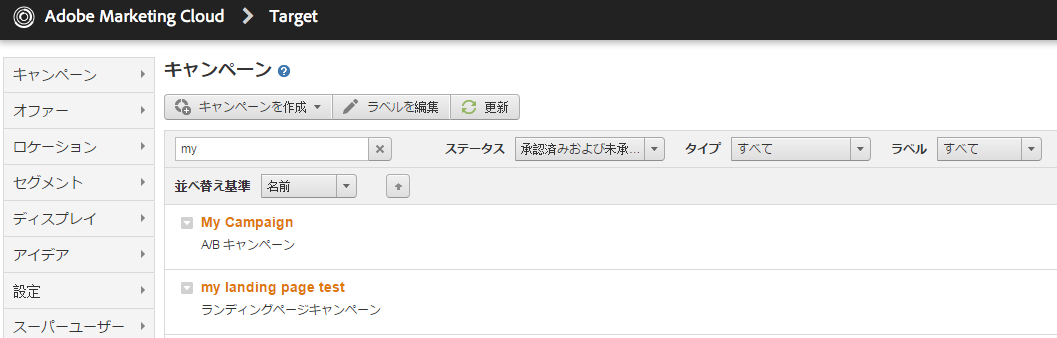 Adobe Marketing Cloud Target
キャンペーン
オファー
ロケーション
セグメント
ディスプレイ
アイデア
設定
スーパーユーザー
キャンペーン ?
キャンペーンを作成 ラベルを編集 更新
my ステータス 承認済みおよび未承... タイプ すべて ラベル すべて
並べ替え基準 名前
My Campaign
A/B キャンペーン
my landing page test
ランディングページキャンペーン